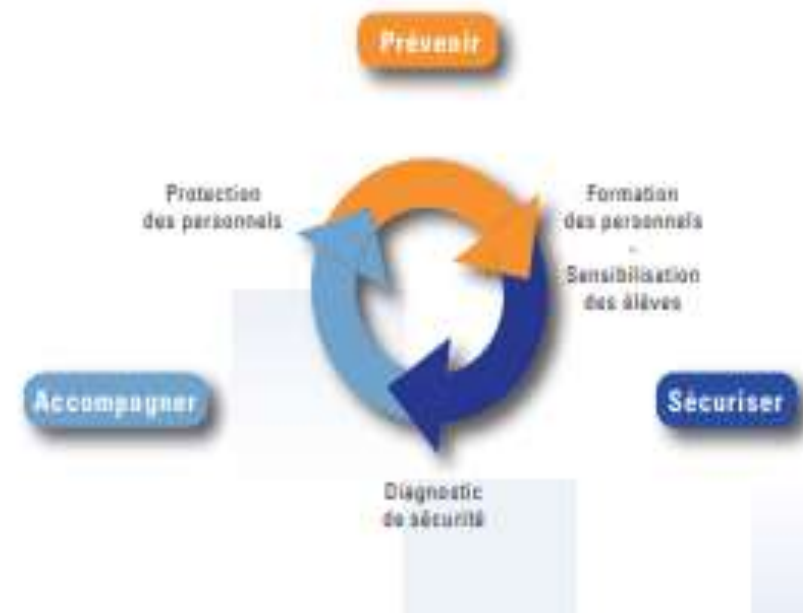 Prévenir
Protection
des personnels
Formation
des personnels
-
Sensibilisation
des élèves
Accompagner
Sécuriser
Diagnostic
de sécurité